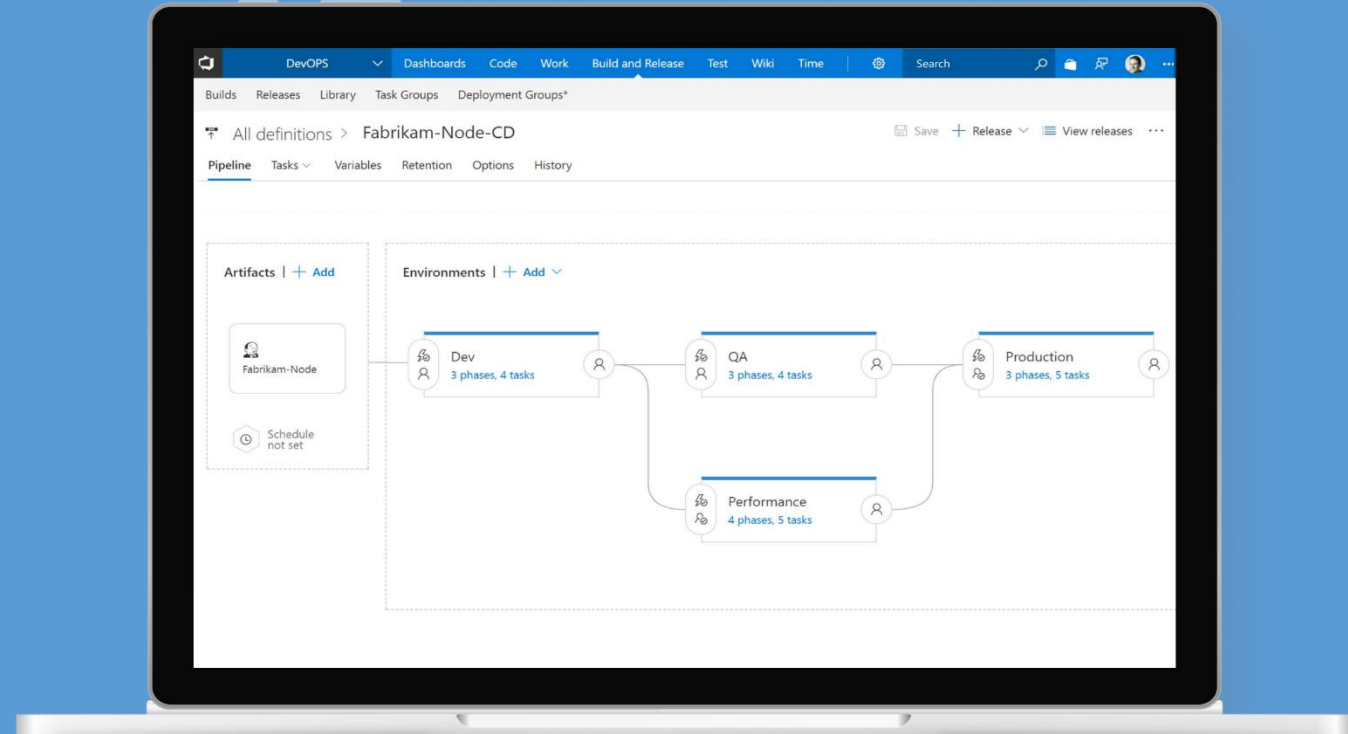 DevOPS Dashboards Code Work Build and Release Test Wiki Time Search
Builds Releases Library Task Groups Deployment Groups*
All definitions > Fabrikam-Node-CD Save + Release View releases ...
Pipeline Tasks Variables Retention Options History
Artifacts | + Add
Environments | + Add
Fabrikam-Node
Schedule
not set
Dev
3 phases, 4 tasks
QA
3 phases, 4 tasks
Production
3 phases, 5 tasks
Performance
4 phases, 5 tasks